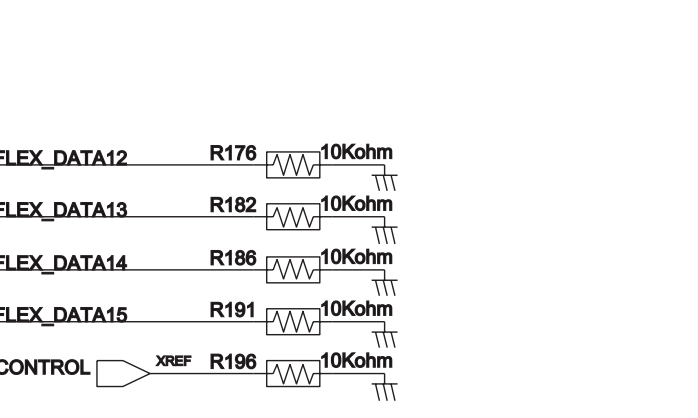 FLEX_DATA12 R176 10Kohm
FLEX_DATA13 R182 10Kohm
FLEX_DATA14 R186 10Kohm
FLEX_DATA15 R191 10Kohm
CONTROL XREF R196 10Kohm